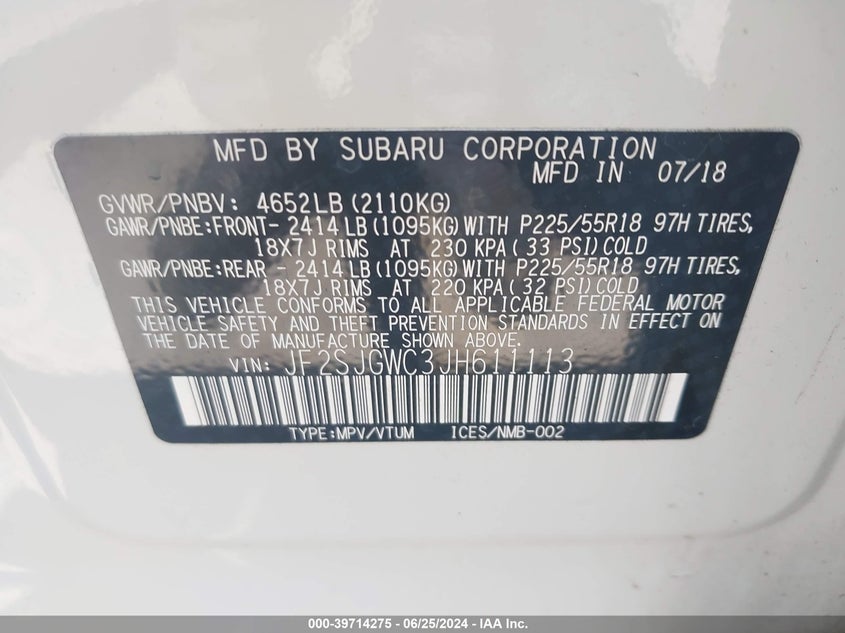 MFD BY SUBARU CORPORATION
MFD IN 07/18
GVWR/PNBV: 4652LB (2110KG)
GAWR/PNBE:FRONT- 2414 LB (1095KG) WITH P225/55R18 97H TIRES,
18X7J RIMS AT 230 KPA ( 33 PSI) COLD
GAWR/PNBE:REAR - 2414 LB (1095KG) WITH P225/55R18 97H TIRES,
18X7J RIMS AT 220 KPA ( 32 PSI) COLD
THIS VEHICLE CONFORMS TO ALL APPLICABLE FEDERAL MOTOR
VEHICLE SAFETY AND THEFT PREVENTION STANDARDS IN EFFECT ON
THE DATE OF MANUFACTURE SHOWN ABOVE.
VIN: JF2SJGWC3JH611113
TYPE:MPV/VTUM ICES/NMB-002
000-39714275 - 06/25/2024 - IAA Inc.